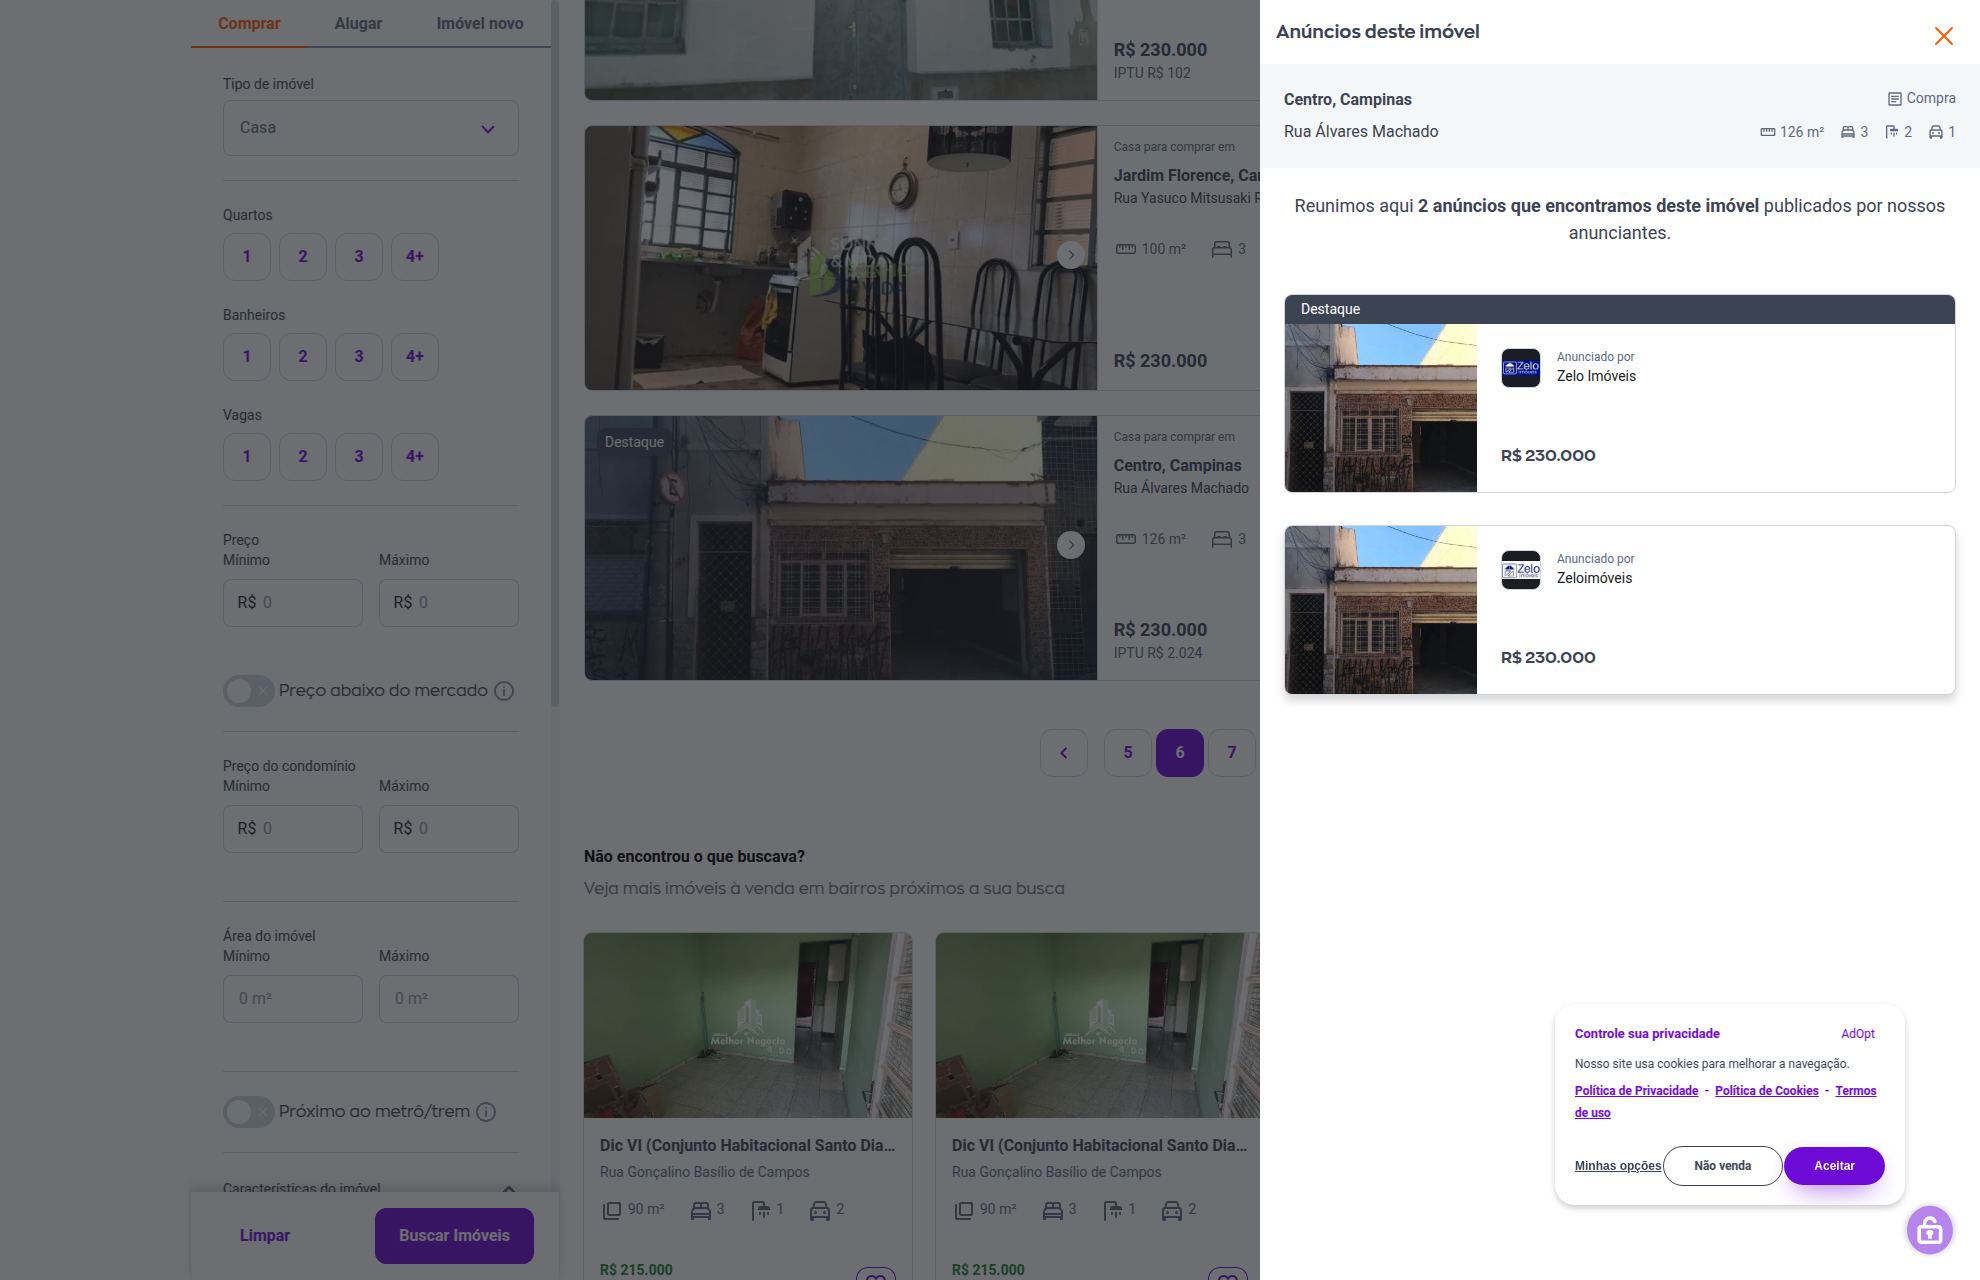 Comprar
Alugar
Imóvel novo
Tipo de imóvel
Casa
Quartos
1
2
3
4+
Banheiros
1
2
3
4+
Vagas
1
2
3
4+
Preço
Mínimo
Máximo
R$ 0
R$ 0
Preço abaixo do mercado
Preço do condomínio
Mínimo
Máximo
R$ 0
R$ 0
Área do imóvel
Mínimo
Máximo
0 m²
0 m²
Próximo ao metrô/trem
Características do imóvel
Limpar
Buscar Imóveis
R$ 230.000
IPTU R$ 102
Casa para comprar em
Jardim Florence, Ca
Rua Yasuco Mitsusaki
100 m²
3
R$ 230.000
Destaque
Casa para comprar em
Centro, Campinas
Rua Álvares Machado
126 m²
3
R$ 230.000
IPTU R$ 2.024
5
6
7
Não encontrou o que buscava?
Veja mais imóveis à venda em bairros próximos a sua busca
Melhor Negócio
Dic VI (Conjunto Habitacional Santo Dia...
Rua Gonçalino Basílio de Campos
90 m²
3
1
2
R$ 215.000
Melhor Negócio
Dic VI (Conjunto Habitacional Santo Dia...
Rua Gonçalino Basílio de Campos
90 m²
3
1
2
R$ 215.000
Anúncios deste imóvel
Centro, Campinas
Compra
Rua Álvares Machado
126 m²
3
2
1
Reunimos aqui 2 anúncios que encontramos deste imóvel publicados por nossos
anunciantes.
Destaque
Zelo
Anunciado por
Zelo Imóveis
R$ 230.000
Zelo
Anunciado por
Zeloimóveis
R$ 230.000
Controle sua privacidade
AdOpt
Nosso site usa cookies para melhorar a navegação.
Política de Privacidade - Política de Cookies - Termos
de uso
Minhas opções
Não venda
Aceitar